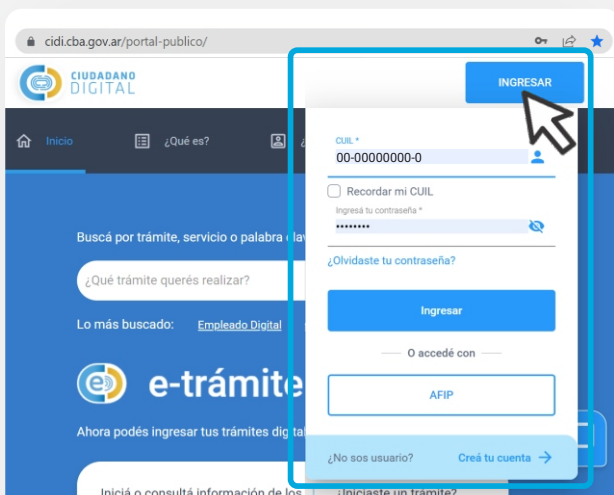 cidi.cba.gov.ar/portal-publico/
CIUDADANO
DIGITAL
INGRESAR
Inicio
¿Qué es?
CUIL *
00-00000000-0
Recordar mi CUIL
Ingresá tu contraseña *
••••••••
¿Olvidaste tu contraseña?
Ingresar
O accedé con
AFIP
¿No sos usuario? Creá tu cuenta
Buscá por trámite, servicio o palabra
¿Qué trámite querés realizar?
Lo más buscado: Empleado Digital
e-trámite
Ahora podés ingresar tus trámites
Iniciá o consultá información de los
¿Iniciaste un trámite?